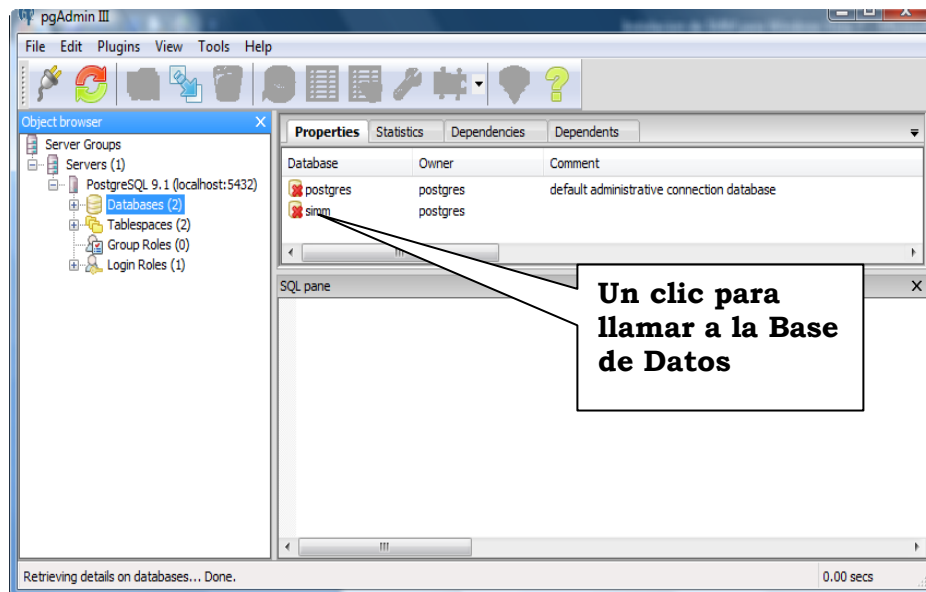 pgAdmin III
File Edit Plugins View Tools Help
Object browser X
Server Groups
Servers (1)
PostgreSQL 9.1 (localhost:5432)
Databases (2)
Tablespaces (2)
Group Roles (0)
Login Roles (1)
Properties Statistics Dependencies Dependents
Database Owner Comment
postgres postgres default administrative connection database
simm postgres
SQL pane X
Un clic para
llamar a la Base
de Datos
Retrieving details on databases... Done. 0.00 secs